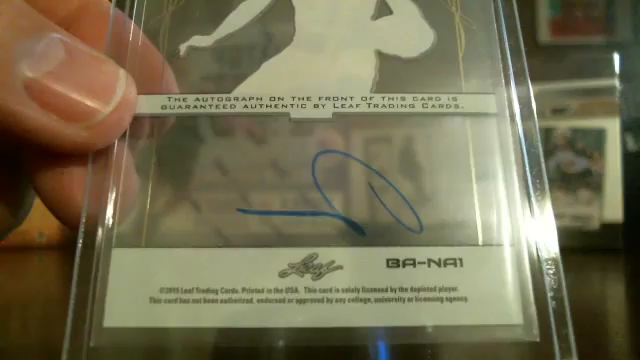 THE AUTOGRAPH ON THE FRONT OF THIS CARD IS
GUARANTEED AUTHENTIC BY LEAF TRADING CARDS.
Leaf
BA-NA1
©2015 Leaf Trading Cards. Printed in the USA. This card is solely licensed by the depicted player.
This card has not been authorized, endorsed or approved by any college, university or licensing agency.